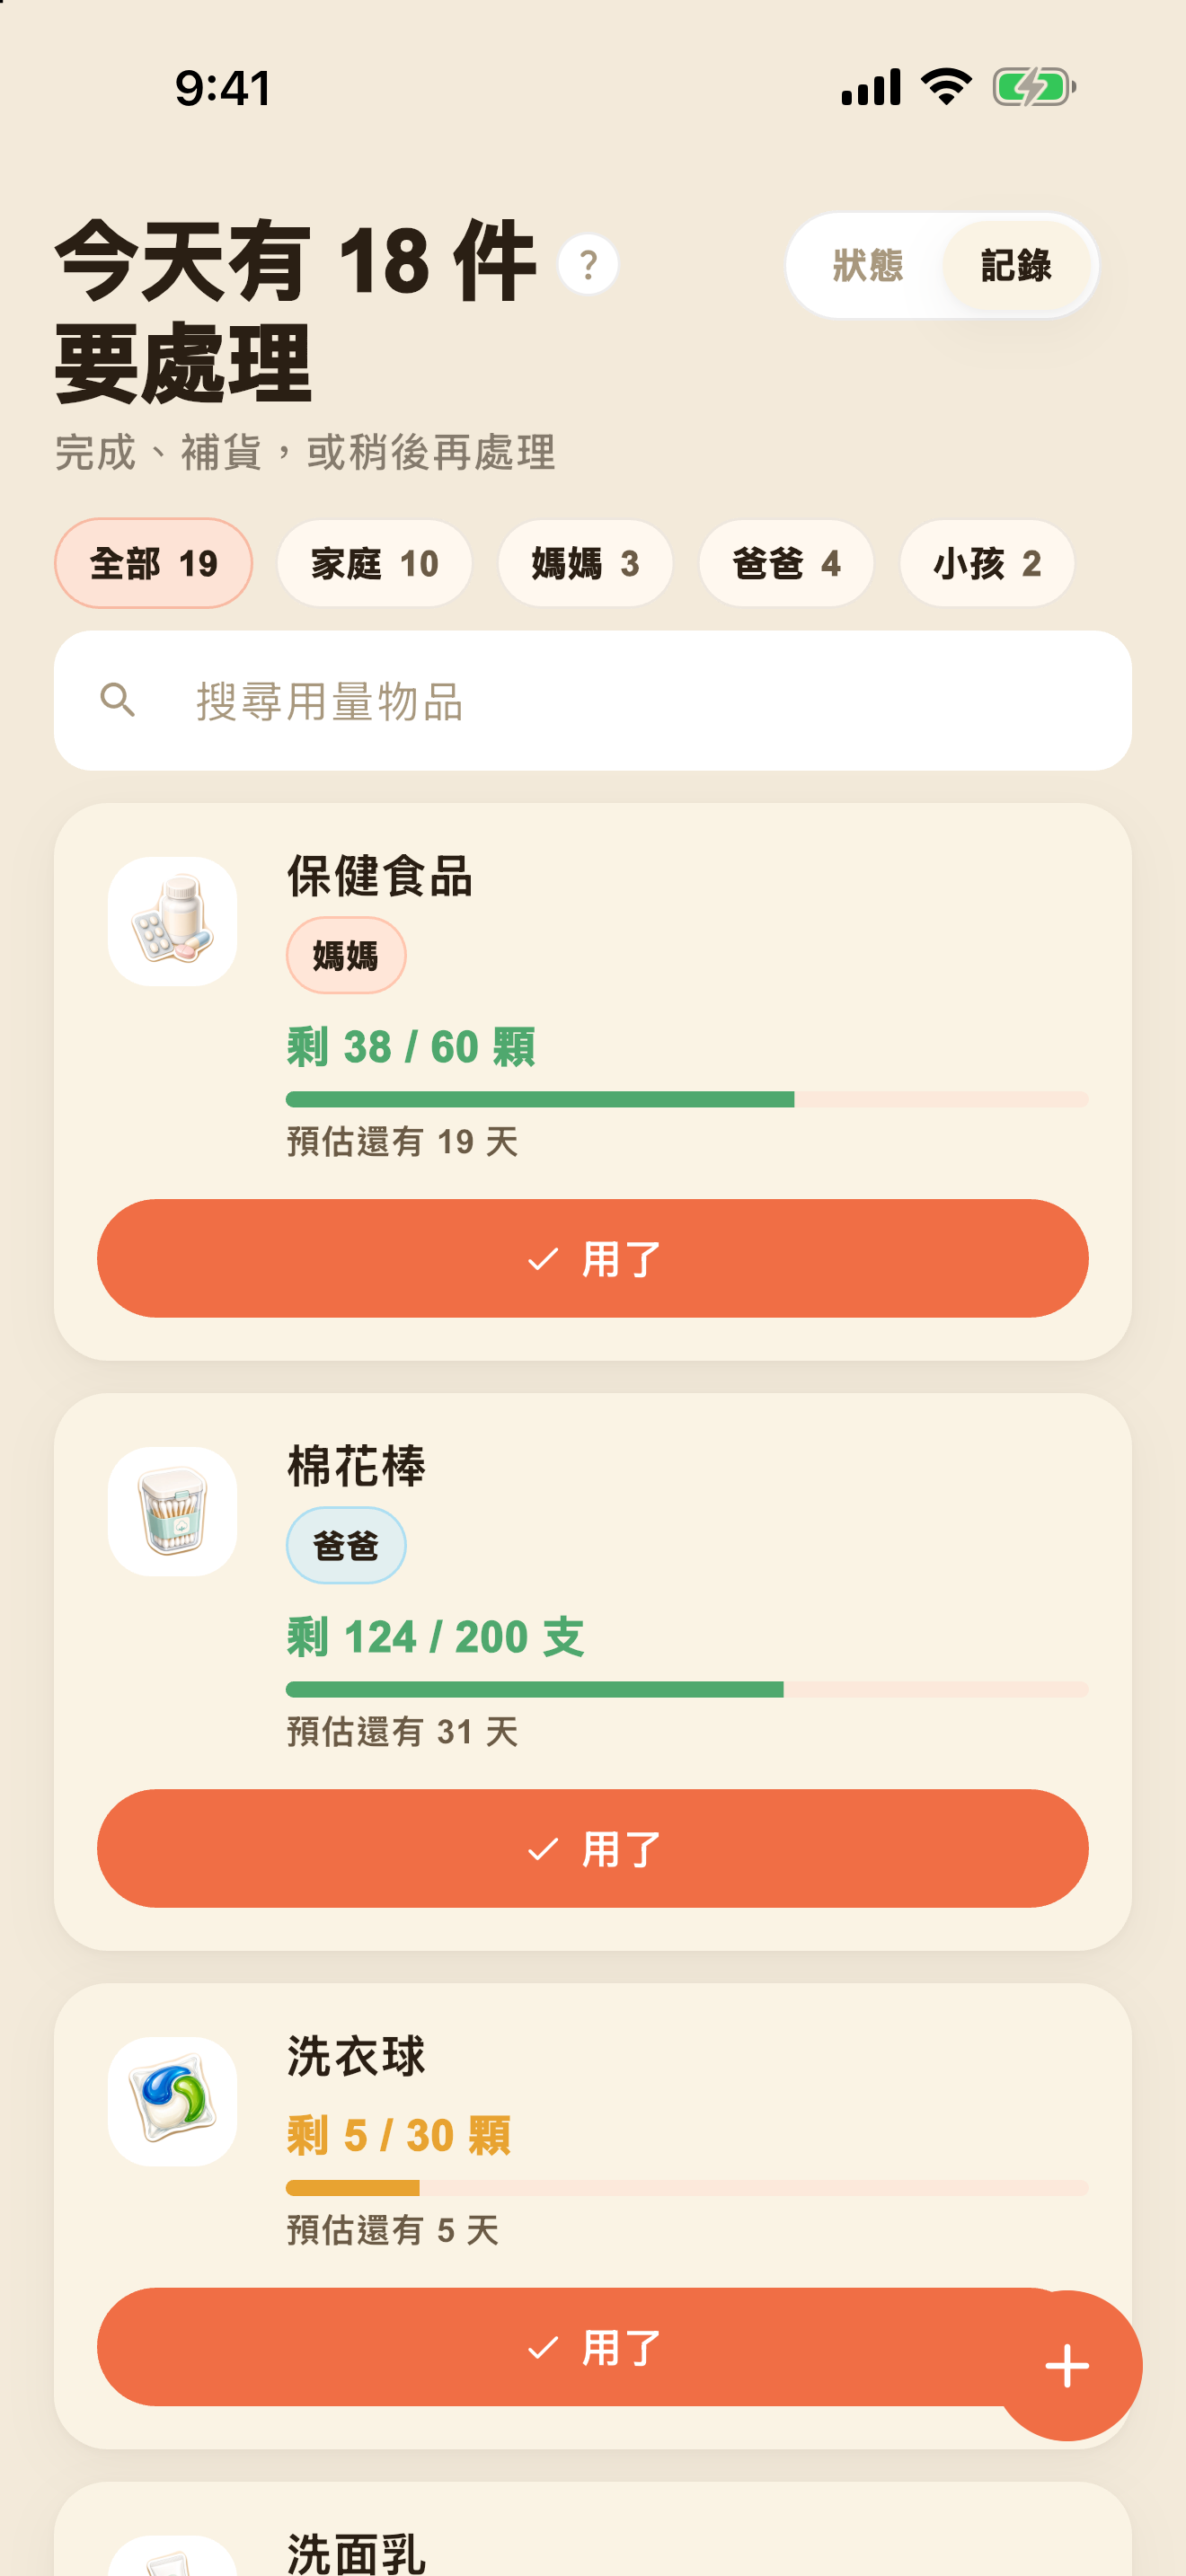 9:41
今天有 18 件
?
狀態
記錄
要處理
完成、補貨，或稍後再處理
全部 19
家庭 10
媽媽 3
爸爸 4
小孩 2
搜尋用量物品
保健食品
媽媽
剩 38 / 60 顆
預估還有 19 天
用了
棉花棒
爸爸
剩 124 / 200 支
預估還有 31 天
用了
洗衣球
剩 5 / 30 顆
預估還有 5 天
用了
洗面乳